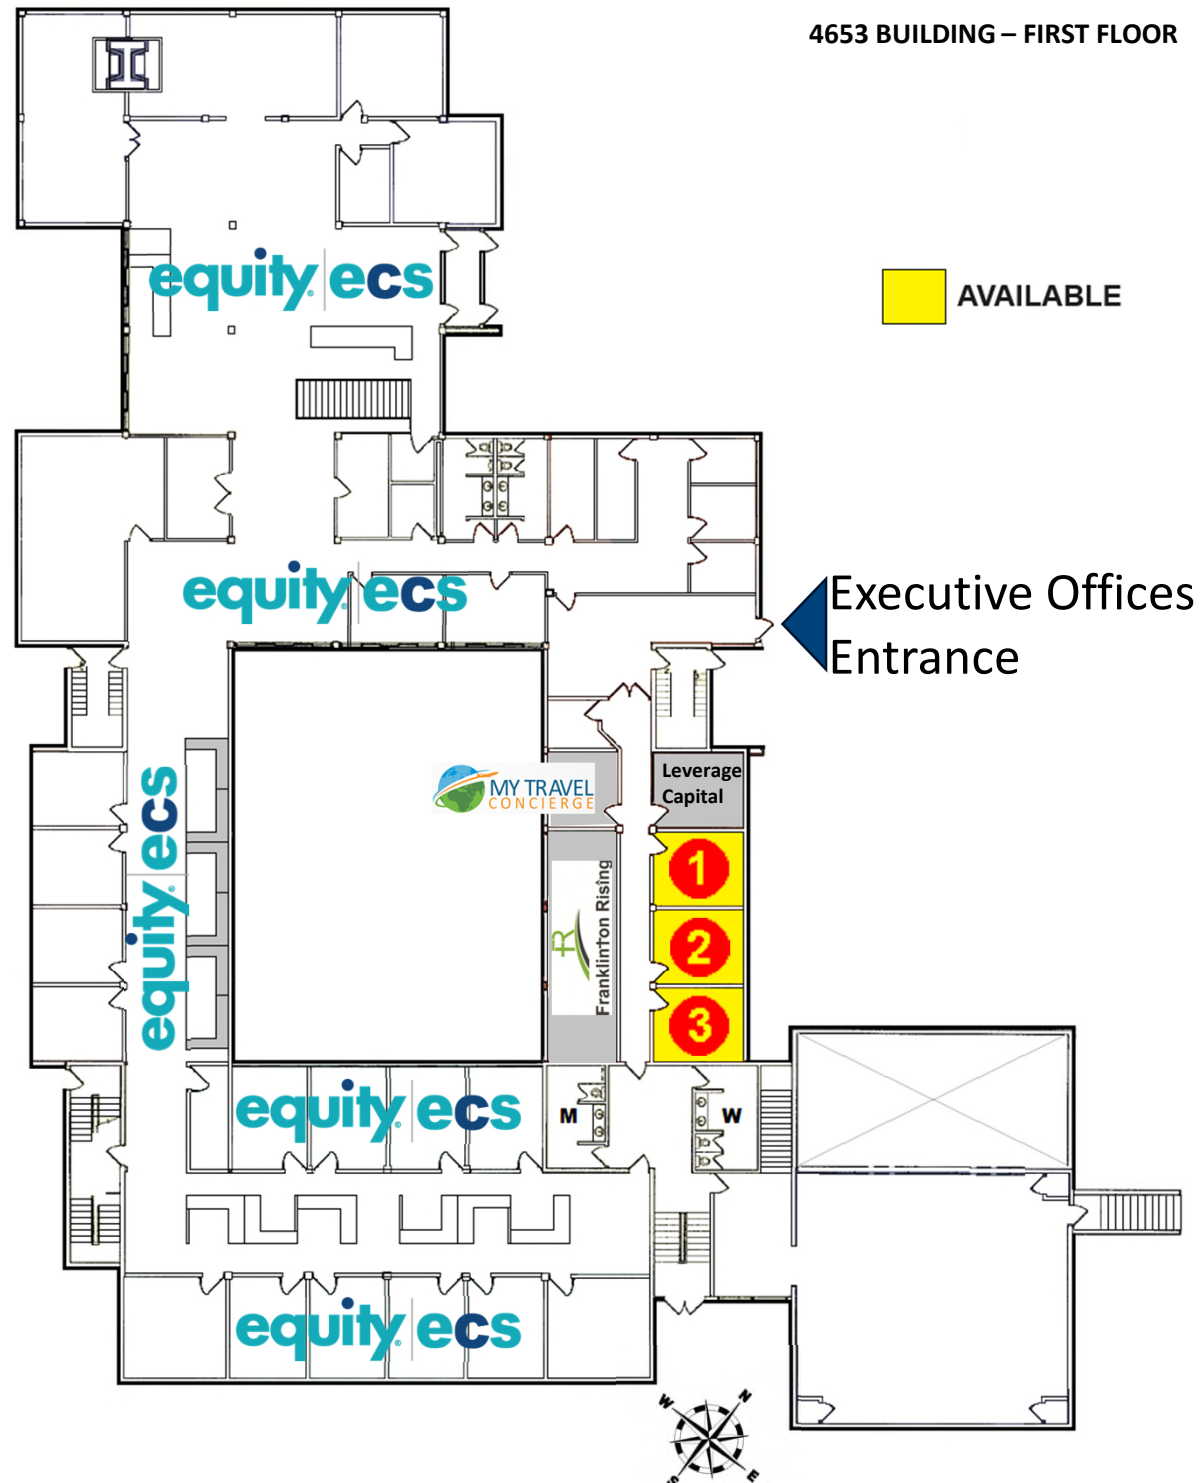 4653 BUILDING – FIRST FLOOR
equity® ecs
AVAILABLE
equity® ecs
Executive Offices
Entrance
MY TRAVEL
CONCIERGE
Leverage
Capital
equity® ecs
1
Franklinton Rising
FR
2
3
equity® ecs
M
W
equity® ecs
W
N
S
E